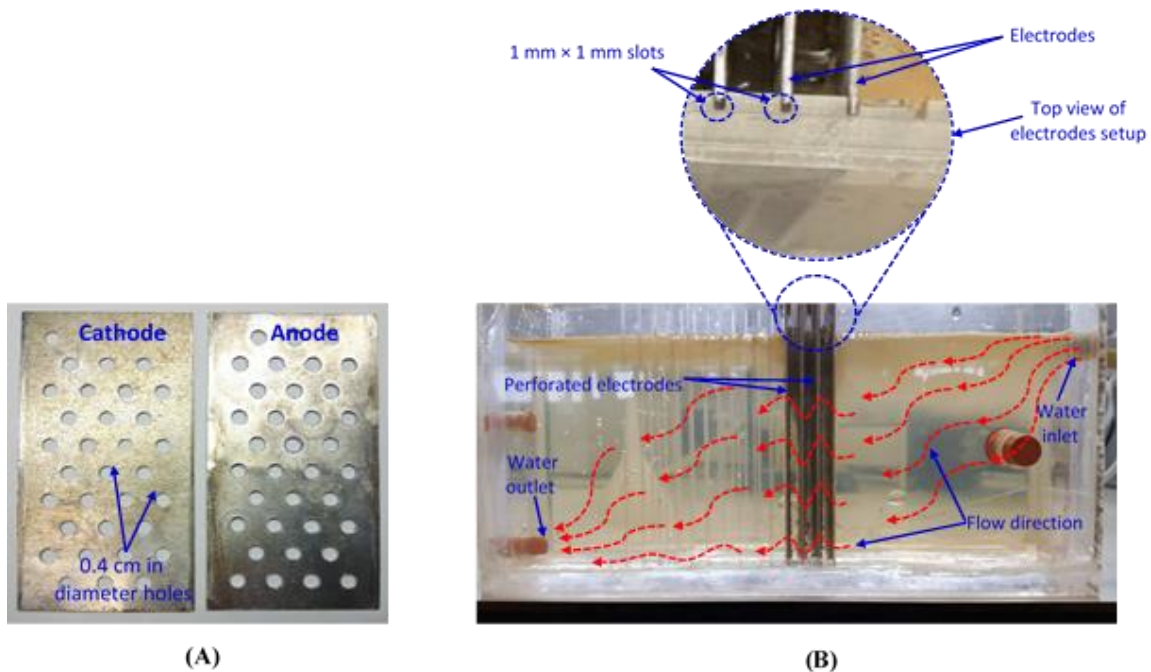 Cathode
Anode
0.4 cm in
diameter holes
(A)
1 mm × 1 mm slots
Electrodes
Top view of
electrodes setup
Perforated electrodes
Water
inlet
Water
outlet
Flow direction
(B)